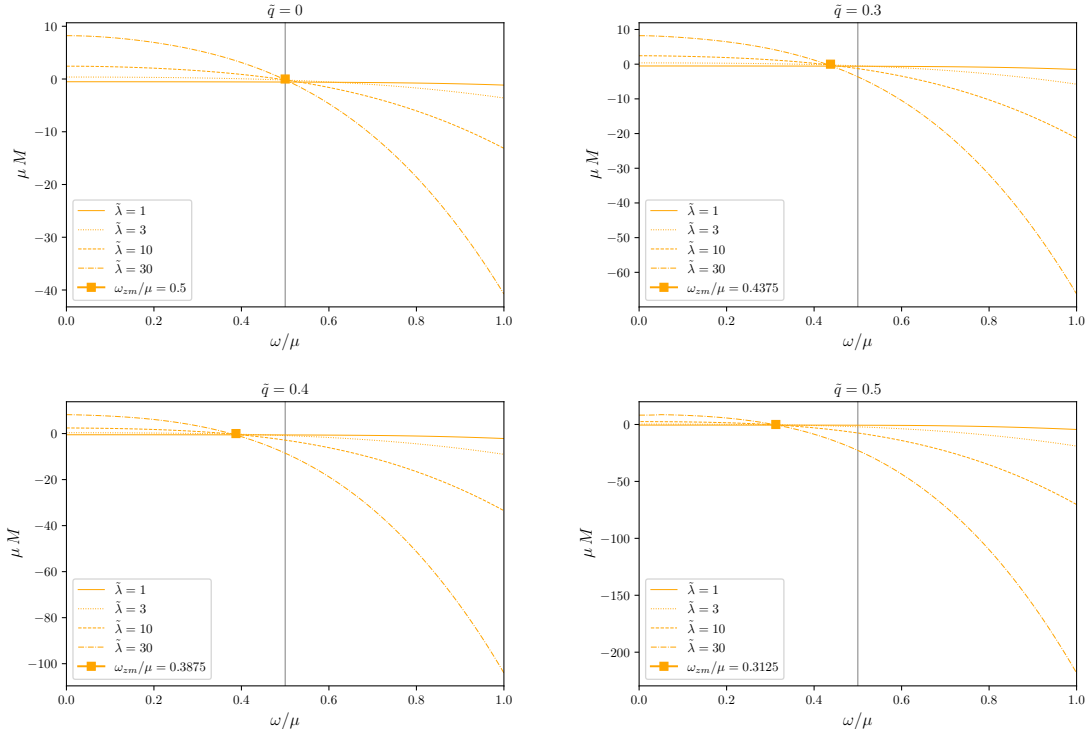 q̃ = 0
10
0
−10
−20
−30
−40
μ M
λ̃ = 1
λ̃ = 3
λ̃ = 10
λ̃ = 30
ω_zm/μ = 0.5
0.0 0.2 0.4 0.6 0.8 1.0
ω/μ
q̃ = 0.3
10
0
−10
−20
−30
−40
−50
−60
μ M
λ̃ = 1
λ̃ = 3
λ̃ = 10
λ̃ = 30
ω_zm/μ = 0.4375
0.0 0.2 0.4 0.6 0.8 1.0
ω/μ
q̃ = 0.4
0
−20
−40
−60
−80
−100
μ M
λ̃ = 1
λ̃ = 3
λ̃ = 10
λ̃ = 30
ω_zm/μ = 0.3875
0.0 0.2 0.4 0.6 0.8 1.0
ω/μ
q̃ = 0.5
0
−50
−100
−150
−200
μ M
λ̃ = 1
λ̃ = 3
λ̃ = 10
λ̃ = 30
ω_zm/μ = 0.3125
0.0 0.2 0.4 0.6 0.8 1.0
ω/μ